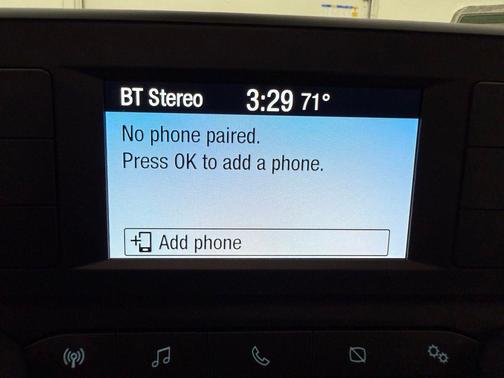 BT Stereo 3:29 71°
No phone paired.
Press OK to add a phone.
Add phone